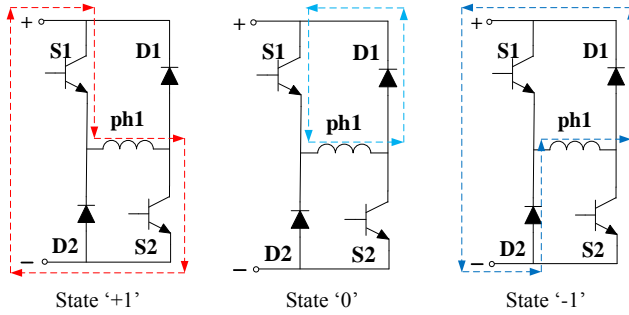 +
S1
D1
ph1
D2
S2
−
State ‘+1’
+
S1
D1
ph1
D2
S2
−
State ‘0’
+
S1
D1
ph1
D2
S2
−
State ‘-1’